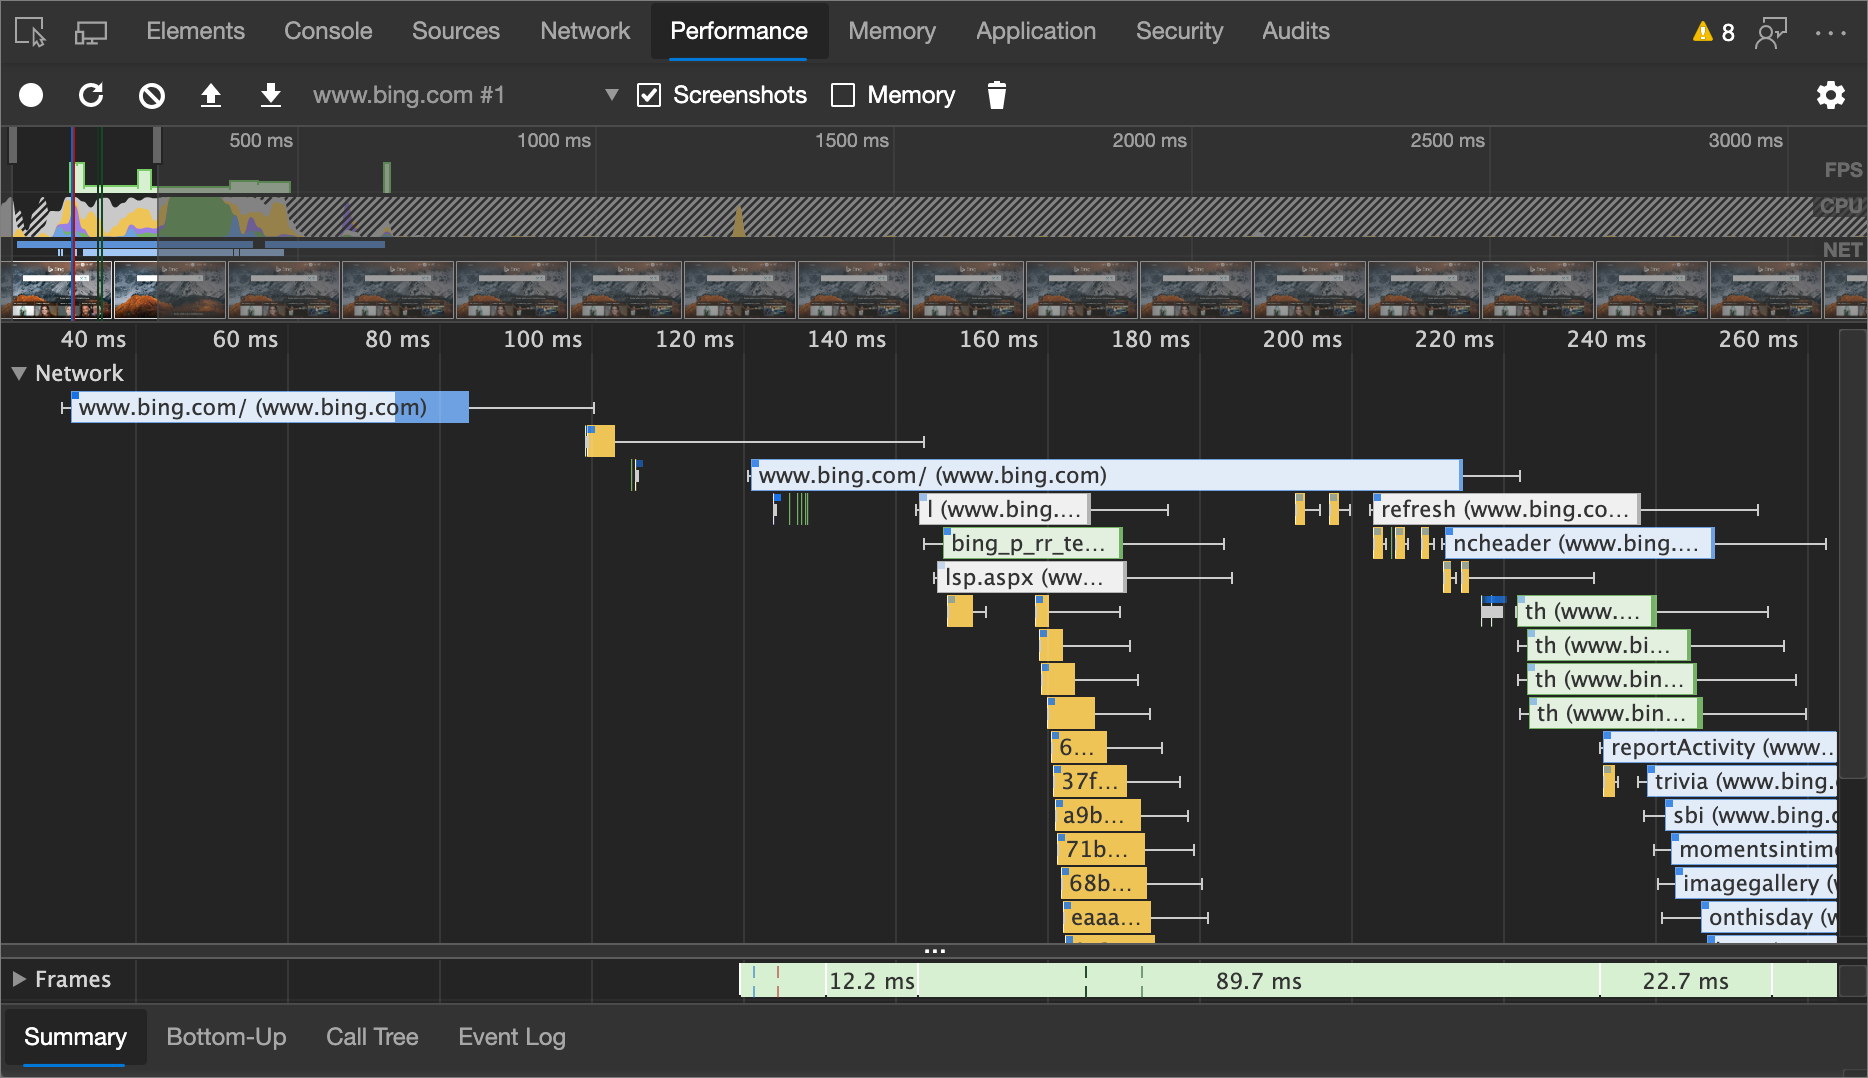 Elements Console Sources Network Performance Memory Application Security Audits 8
www.bing.com #1 Screenshots Memory
500 ms 1000 ms 1500 ms 2000 ms 2500 ms 3000 ms
FPS
CPU
NET
40 ms 60 ms 80 ms 100 ms 120 ms 140 ms 160 ms 180 ms 200 ms 220 ms 240 ms 260 ms
Network
www.bing.com/ (www.bing.com)
www.bing.com/ (www.bing.com)
l (www.bing.... refresh (www.bing.co...
bing_p_rr_te... ncheader (www.bing....
lsp.aspx (ww...
th (www....
th (www.bi...
th (www.bin...
th (www.bin...
6... reportActivity (www...
37f... trivia (www.bing.
a9b... sbi (www.bing.c
71b... momentsintime
68b... imagegallery (
eaaa... onthisday (w
...
Frames 12.2 ms 89.7 ms 22.7 ms
Summary Bottom-Up Call Tree Event Log